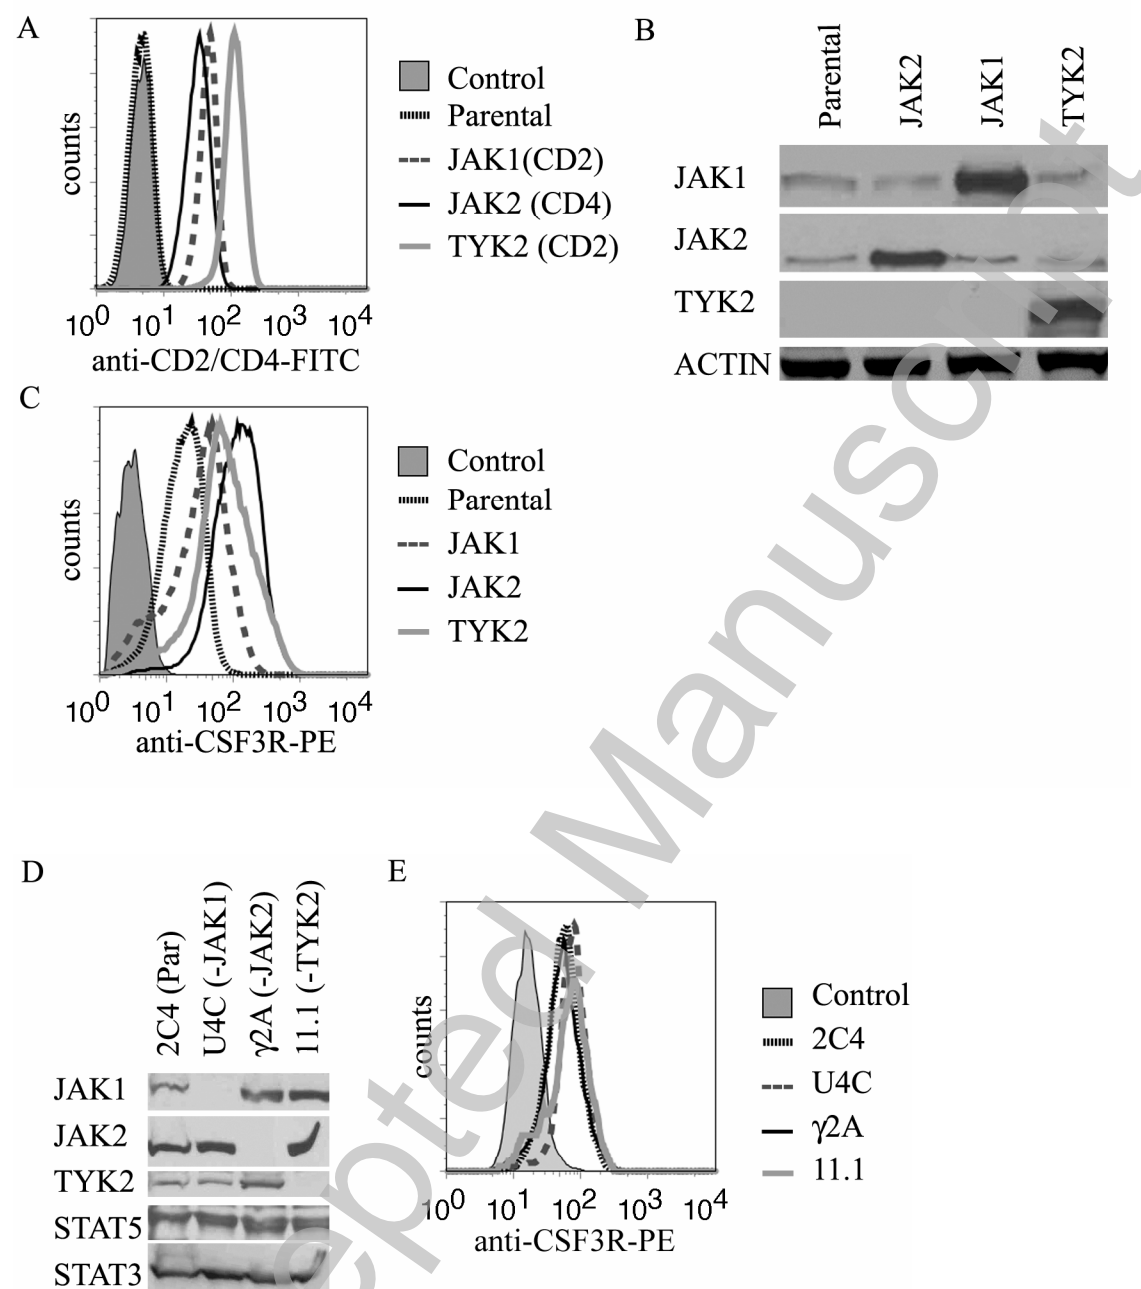 A
counts
10^0 10^1 10^2 10^3 10^4
anti-CD2/CD4-FITC
Control
Parental
JAK1(CD2)
JAK2 (CD4)
TYK2 (CD2)
B
Parental
JAK2
JAK1
TYK2
JAK1
JAK2
TYK2
ACTIN
C
counts
10^0 10^1 10^2 10^3 10^4
anti-CSF3R-PE
Control
Parental
JAK1
JAK2
TYK2
D
2C4 (Par)
U4C (-JAK1)
γ2A (-JAK2)
11.1 (-TYK2)
JAK1
JAK2
TYK2
STAT5
STAT3
E
counts
10^0 10^1 10^2 10^3 10^4
anti-CSF3R-PE
Control
2C4
U4C
γ2A
11.1
epted Manuscript